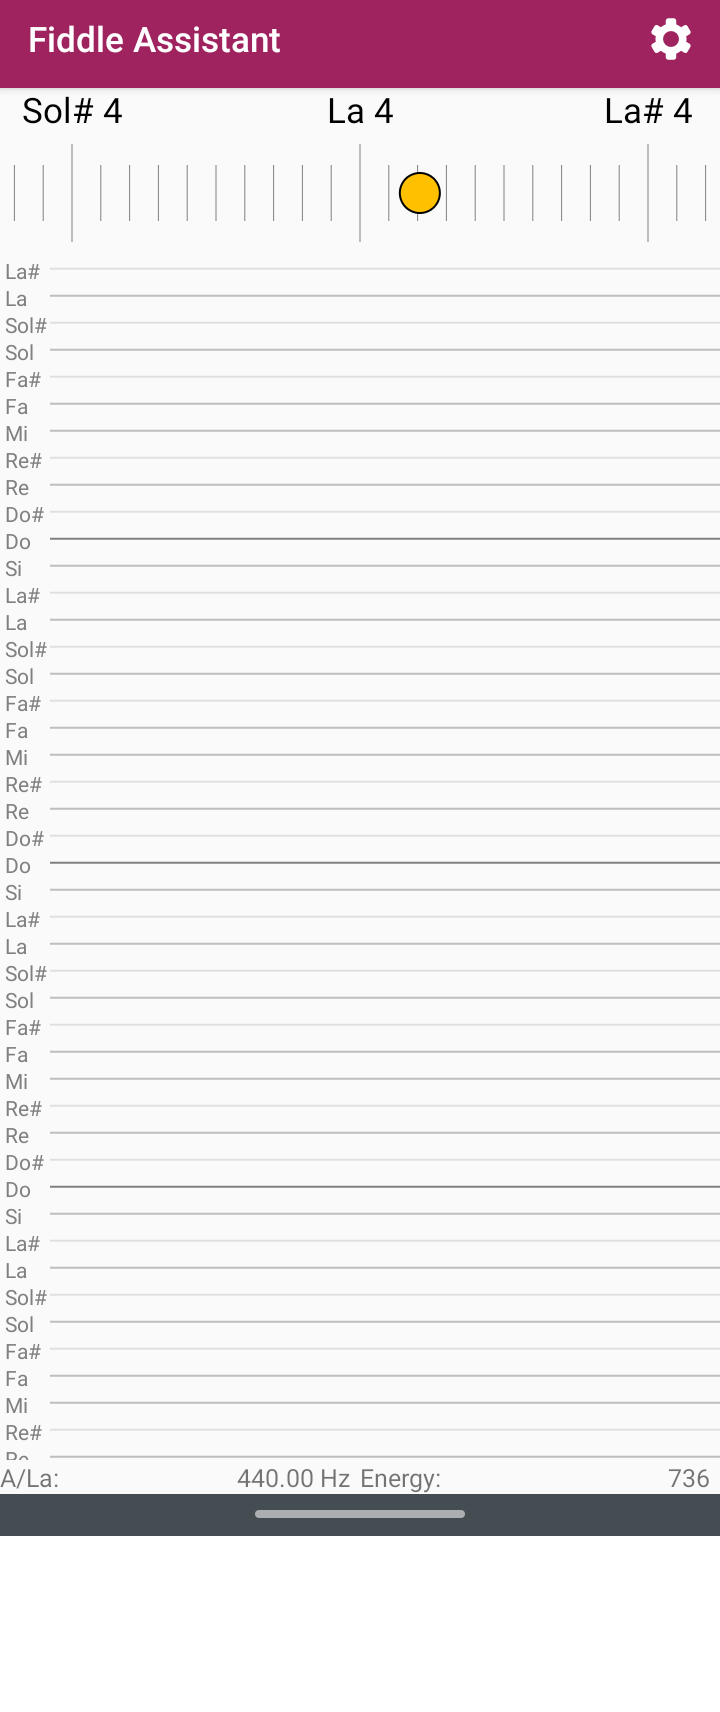 Fiddle Assistant
Sol# 4 La 4 La# 4
La#
La
Sol#
Sol
Fa#
Fa
Mi
Re#
Re
Do#
Do
Si
La#
La
Sol#
Sol
Fa#
Fa
Mi
Re#
Re
Do#
Do
Si
La#
La
Sol#
Sol
Fa#
Fa
Mi
Re#
Re
Do#
Do
Si
La#
La
Sol#
Sol
Fa#
Fa
Mi
Re#
Re
A/La: 440.00 Hz Energy: 736